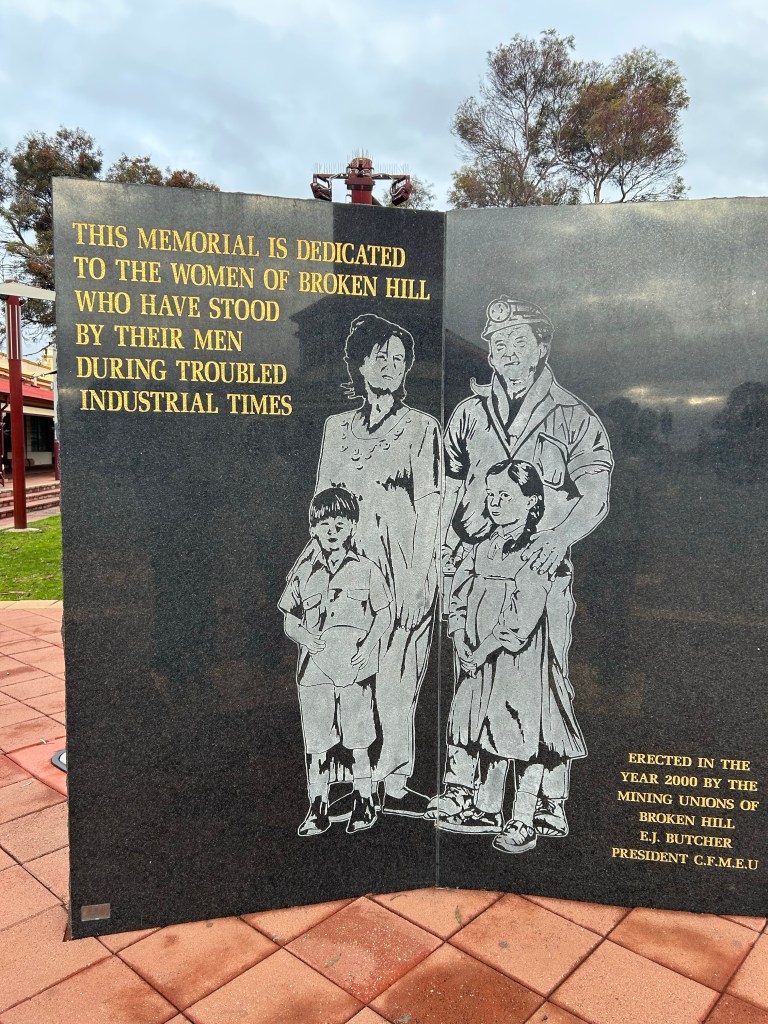 THIS MEMORIAL IS DEDICATED
TO THE WOMEN OF BROKEN HILL
WHO HAVE STOOD
BY THEIR MEN
DURING TROUBLED
INDUSTRIAL TIMES
ERECTED IN THE
YEAR 2000 BY THE
MINING UNIONS OF
BROKEN HILL
E.J. BUTCHER
PRESIDENT C.F.M.E.U